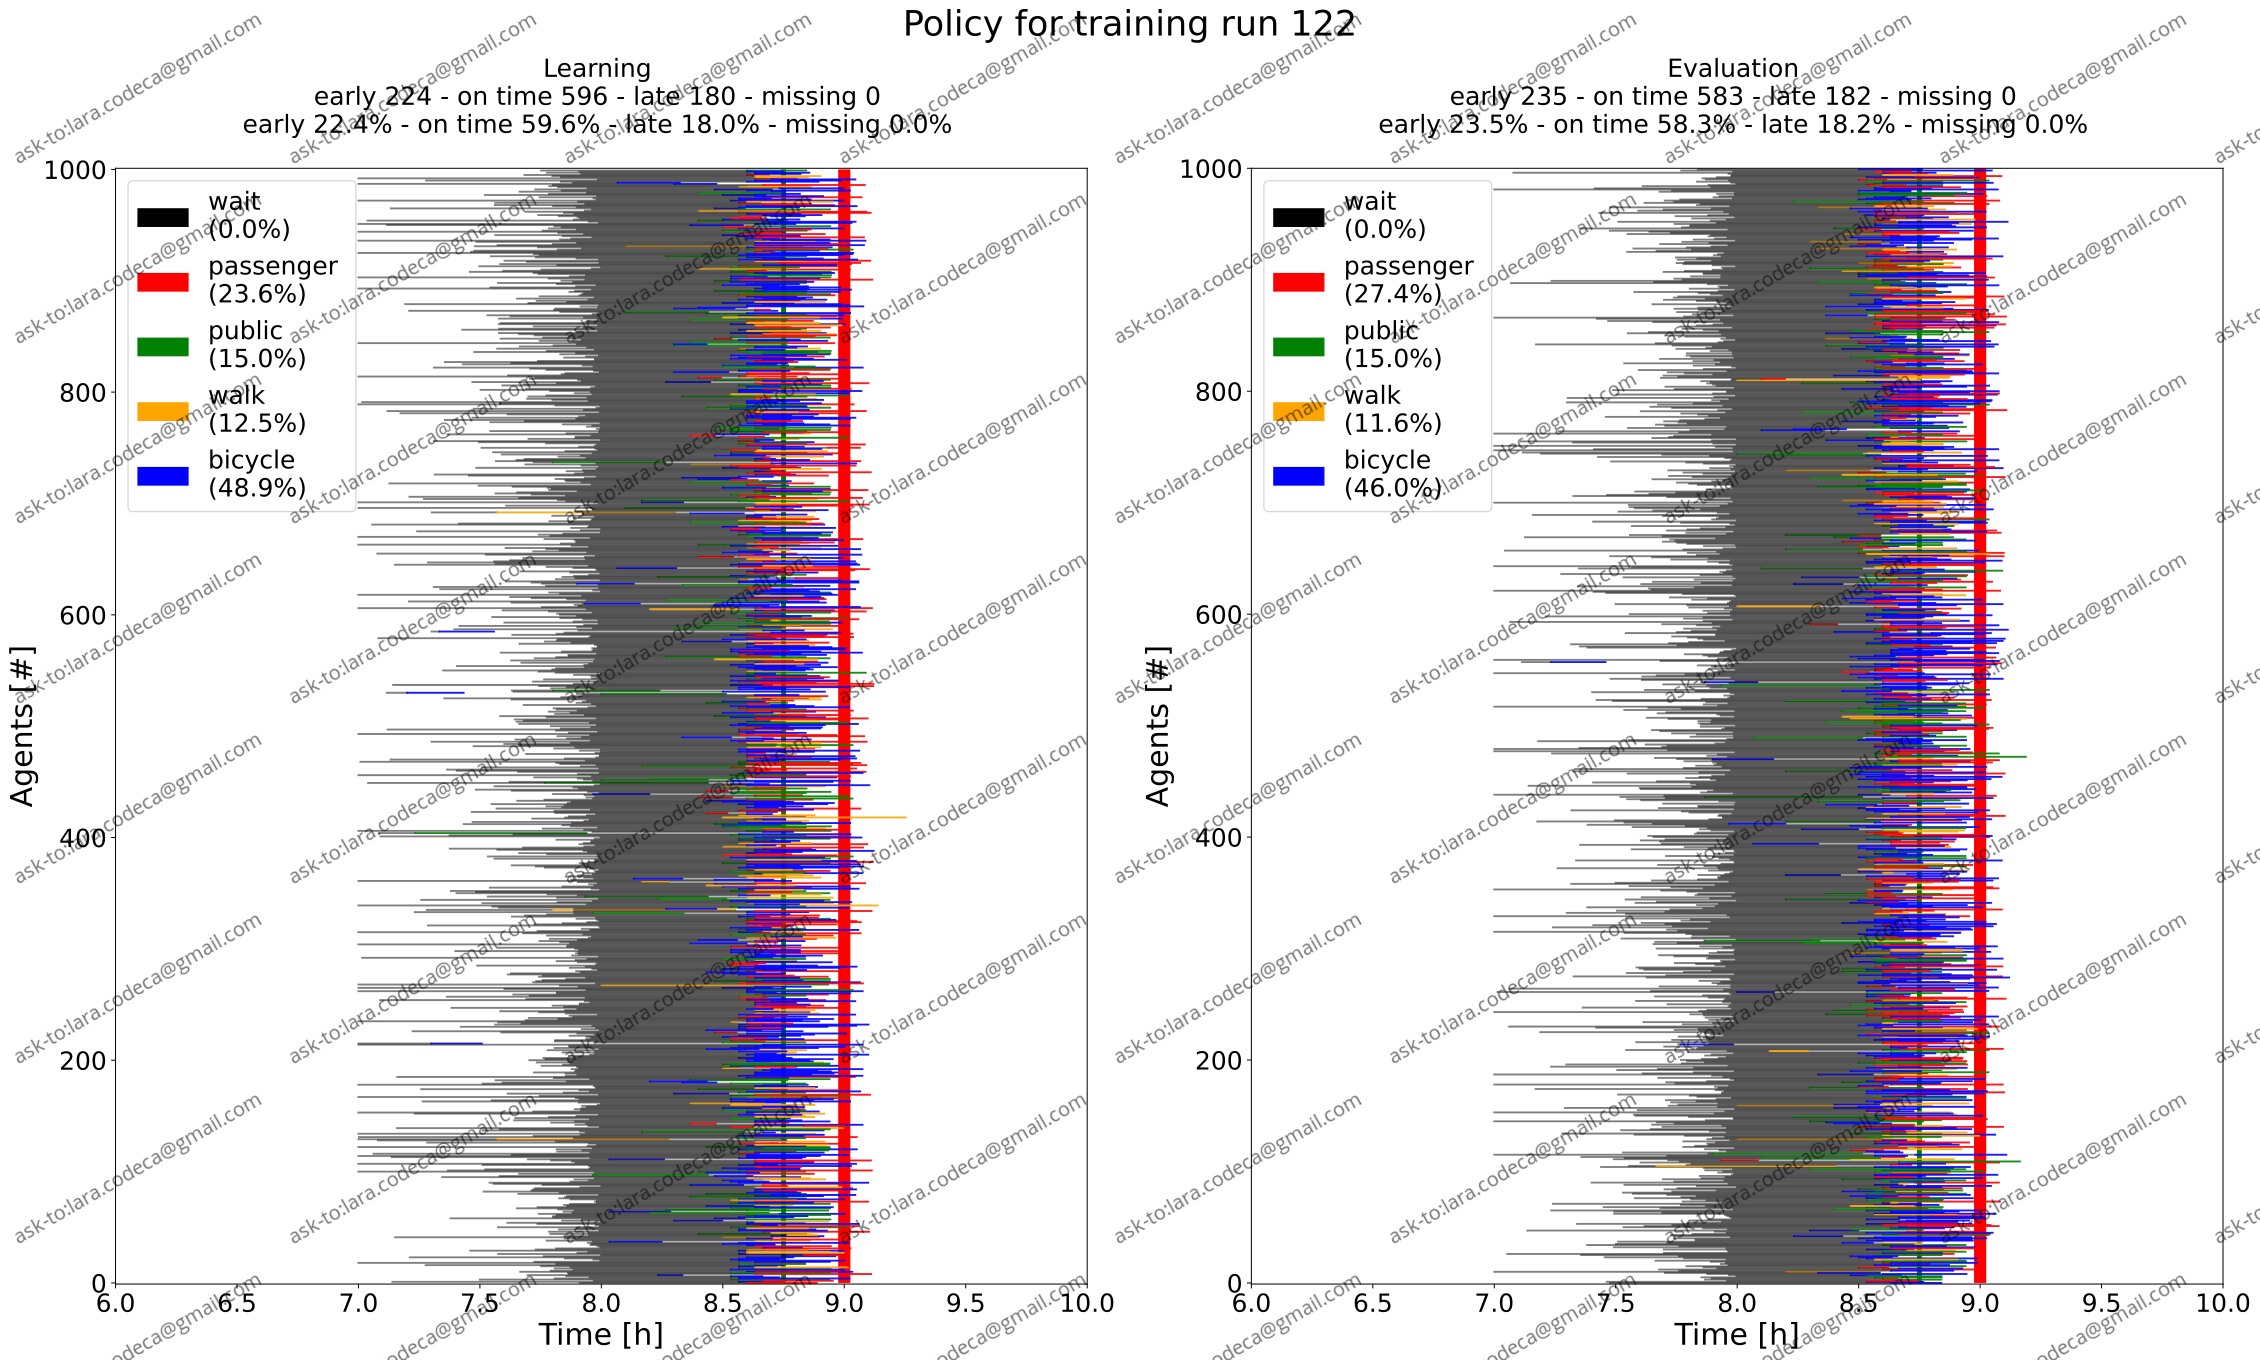 Policy for training run 122
Learning
early 224 - on time 596 - late 180 - missing 0
early 22.4% - on time 59.6% - late 18.0% - missing 0.0%
1000
800
600
400
200
0
Agents [#]
wait
(0.0%)
passenger
(23.6%)
public
(15.0%)
walk
(12.5%)
bicycle
(48.9%)
6.0 6.5 7.0 7.5 8.0 8.5 9.0 9.5 10.0
Time [h]
Evaluation
early 235 - on time 583 - late 182 - missing 0
early 23.5% - on time 58.3% - late 18.2% - missing 0.0%
1000
800
600
400
200
0
Agents [#]
wait
(0.0%)
passenger
(27.4%)
public
(15.0%)
walk
(11.6%)
bicycle
(46.0%)
6.0 6.5 7.0 7.5 8.0 8.5 9.0 9.5 10.0
Time [h]
ask-to:lara.codeca@gmail.com